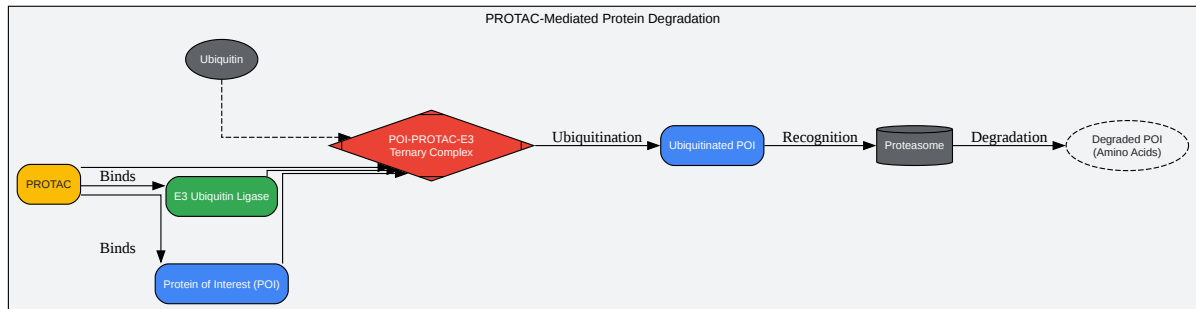 PROTAC-Mediated Protein Degradation
Ubiquitin
POI-PROTAC-E3
Ternary Complex
Ubiquitination
Ubiquitinated POI
Recognition
Proteasome
Degradation
Degraded POI
(Amino Acids)
PROTAC
Binds
E3 Ubiquitin Ligase
Binds
Protein of Interest (POI)